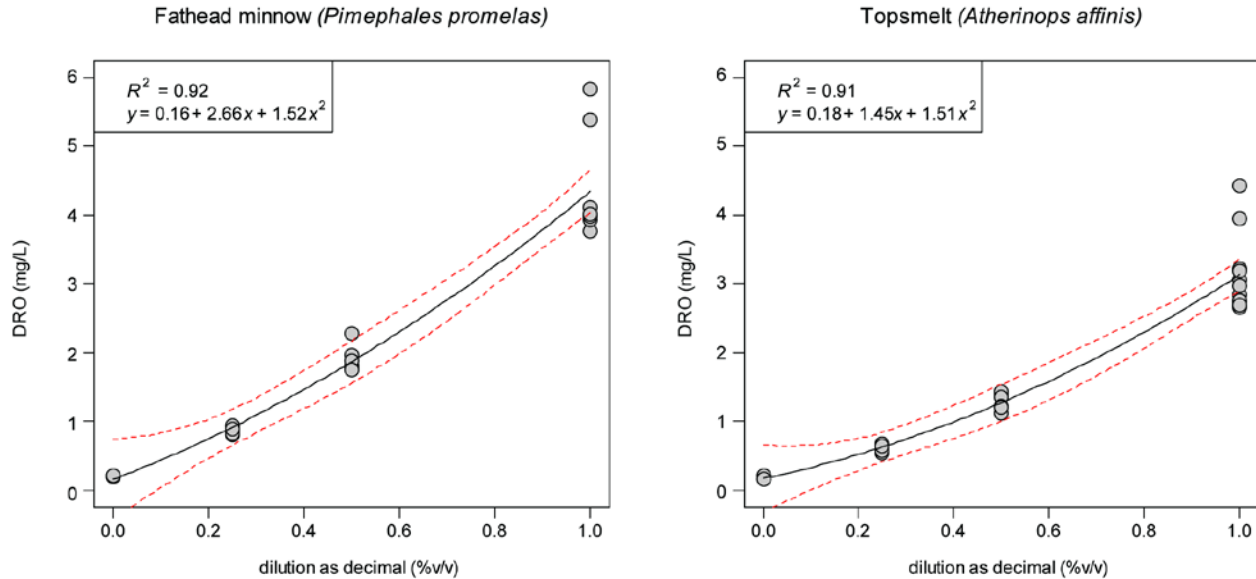 Fathead minnow (Pimephales promelas)
R² = 0.92
y = 0.16 + 2.66x + 1.52x²
DRO (mg/L)
6
5
4
3
2
1
0
0.0 0.2 0.4 0.6 0.8 1.0
dilution as decimal (%v/v)
Topsmelt (Atherinops affinis)
R² = 0.91
y = 0.18 + 1.45x + 1.51x²
DRO (mg/L)
6
5
4
3
2
1
0
0.0 0.2 0.4 0.6 0.8 1.0
dilution as decimal (%v/v)